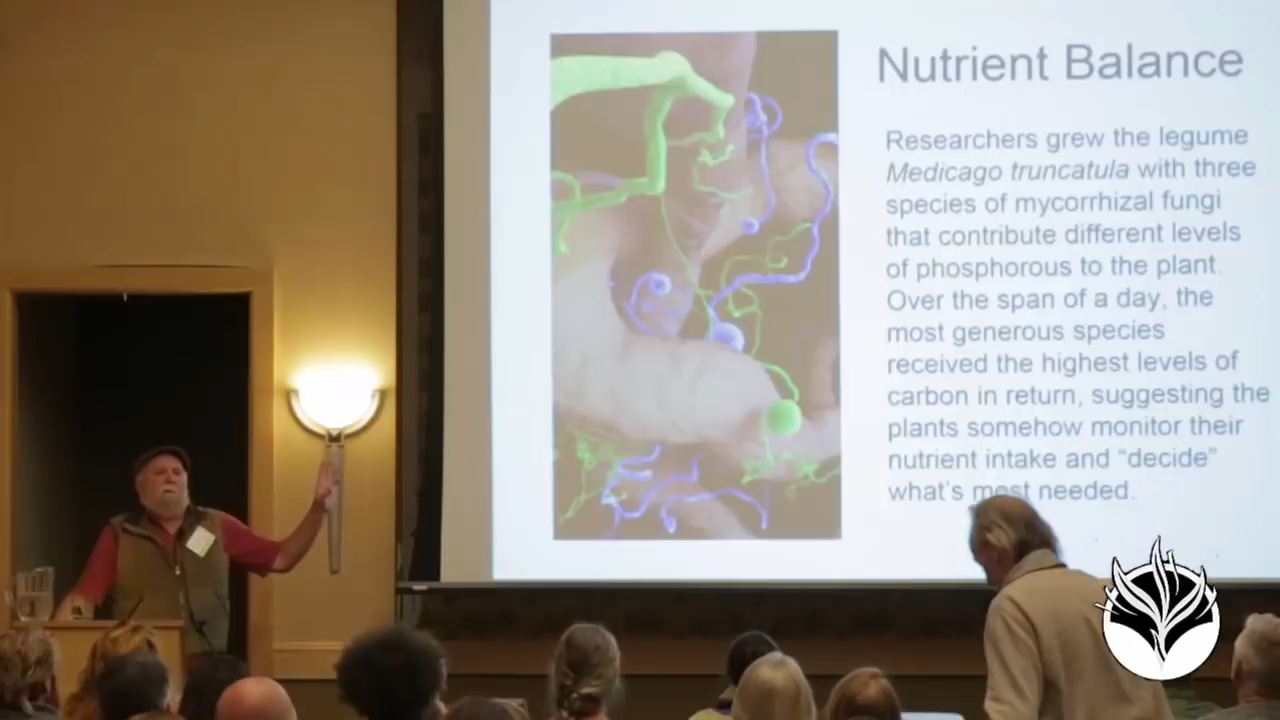 Nutrient Balance
Researchers grew the legume
Medicago truncatula with three
species of mycorrhizal fungi
that contribute different levels
of phosphorous to the plant.
Over the span of a day, the
most generous species
received the highest levels of
carbon in return, suggesting the
plants somehow monitor their
nutrient intake and “decide”
what's most needed.